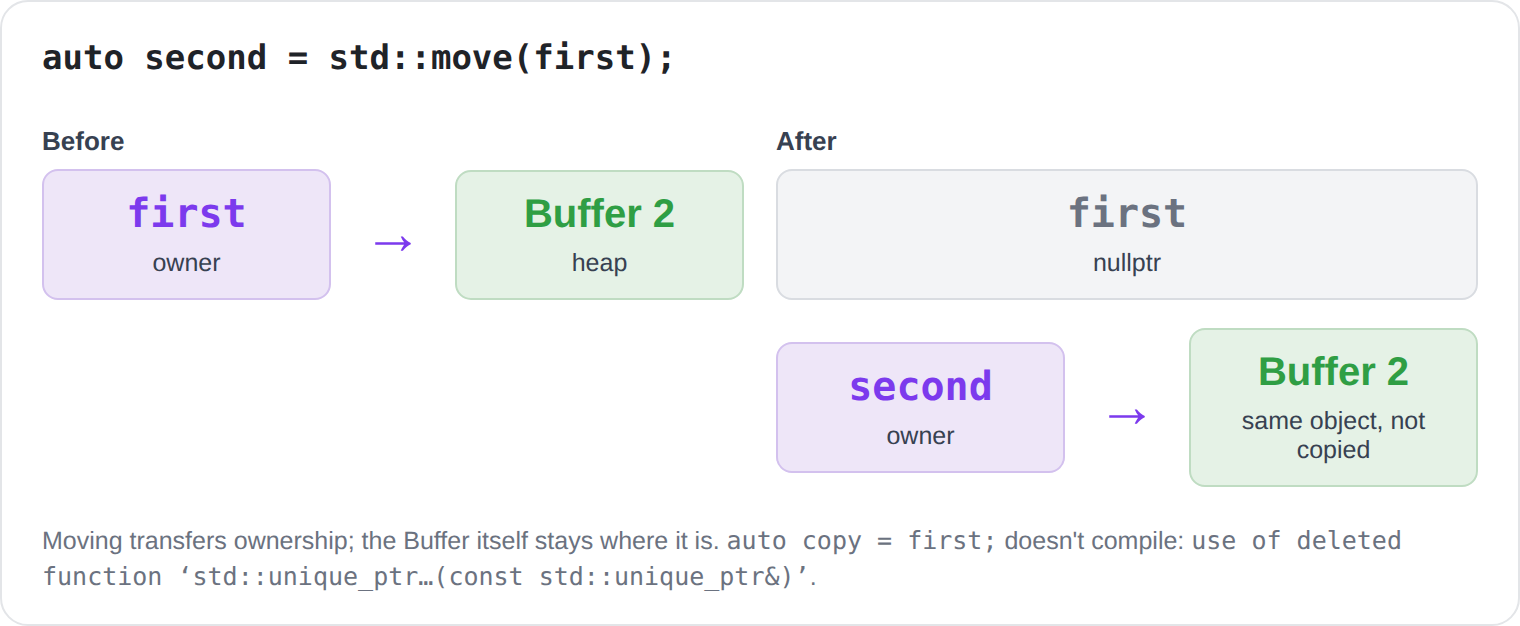 auto second = std::move(first);
Before
After
first
owner
→
Buffer 2
heap
first
nullptr
second
owner
→
Buffer 2
same object, not
copied
Moving transfers ownership; the Buffer itself stays where it is. auto copy = first; doesn't compile: use of deleted
function ‘std::unique_ptr…(const std::unique_ptr&)’.